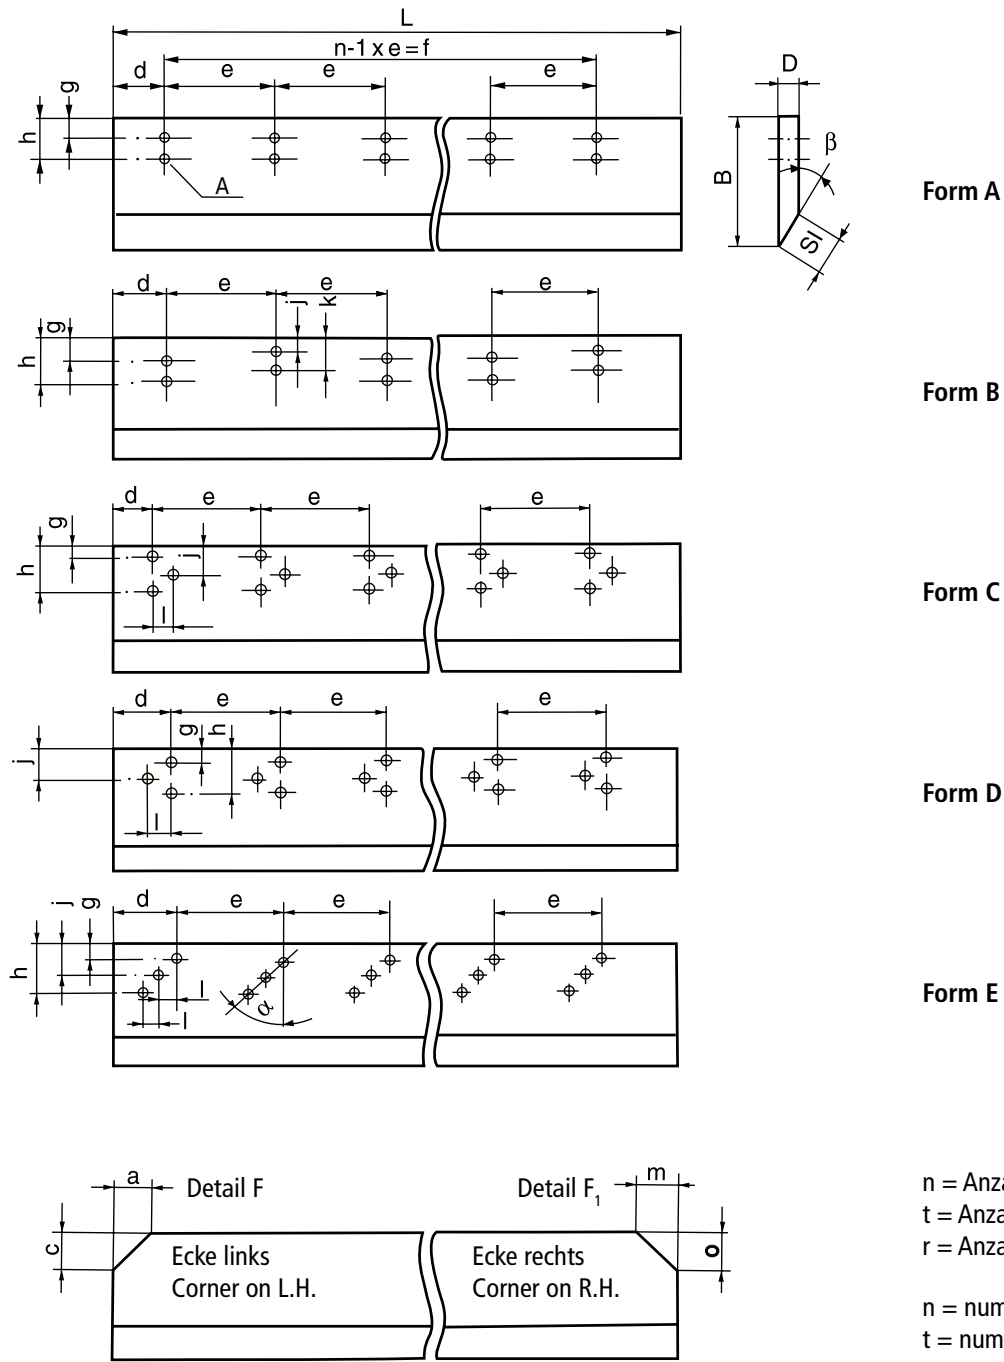 L
n-1 x e = f
d e e e
g
h
A
D
β
B
Sl
Form A
d e e e
g
h
j
k
Form B
d e e e
g
h
j
l
Form C
d e e e
g h
j
l
Form D
d e e e
j
g
h
l
l
α
Form E
a
Detail F
Detail F₁
m
c
o
Ecke links
Corner on L.H.
Ecke rechts
Corner on R.H.
n = Anza
t = Anza
r = Anza
n = num
t = num